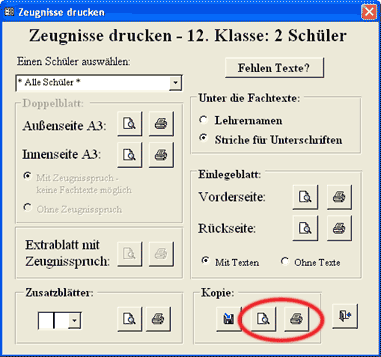 Zeugnisse drucken
Zeugnisse drucken - 12. Klasse: 2 Schüler
Einen Schüler auswählen:
* Alle Schüler *
Fehlen Texte?
Doppelblatt:
Außenseite A3:
Innenseite A3:
Mit Zeugnisspruch -
keine Fachtexte möglich
Ohne Zeugnisspruch
Unter die Fachtexte:
Lehrernamen
Striche für Unterschriften
Einlegeblatt:
Vorderseite:
Rückseite:
Mit Texten
Ohne Texte
Extrablatt mit
Zeugnisspruch:
Zusatzblätter:
Kopie: